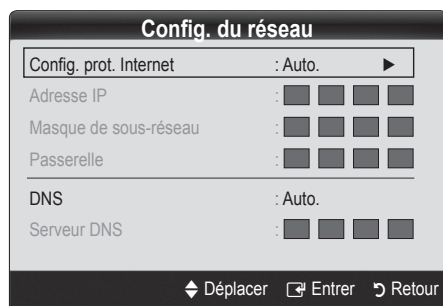 Config. du réseau
Config. prot. Internet : Auto. ►
Adresse IP :
Masque de sous-réseau :
Passerelle :
DNS : Auto.
Serveur DNS :
Déplacer Entrer Retour